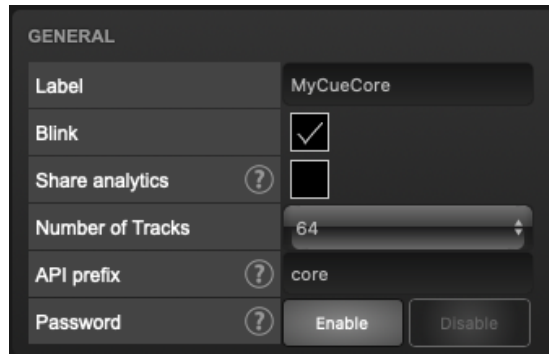 GENERAL
Label MyCueCore
Blink
Share analytics ?
Number of Tracks 64
API prefix ? core
Password ? Enable Disable